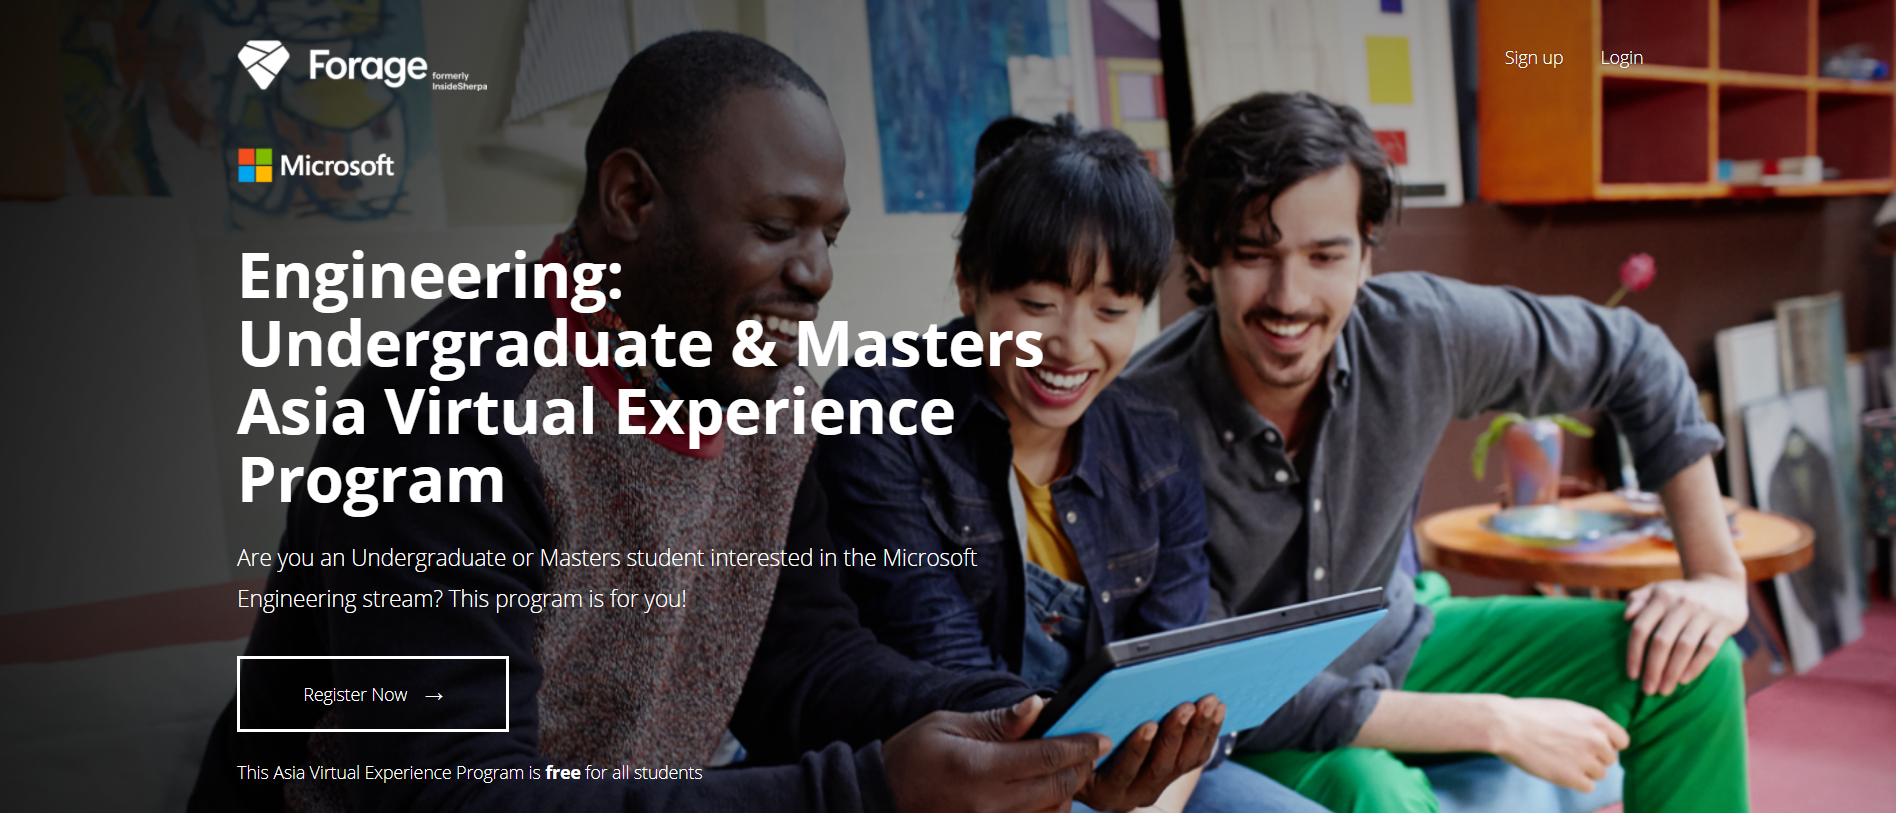 Forage
formerly
InsideSherpa
Sign up
Login
Microsoft
Engineering:
Undergraduate & Masters
Asia Virtual Experience
Program
Are you an Undergraduate or Masters student interested in the Microsoft
Engineering stream? This program is for you!
Register Now →
This Asia Virtual Experience Program is free for all students